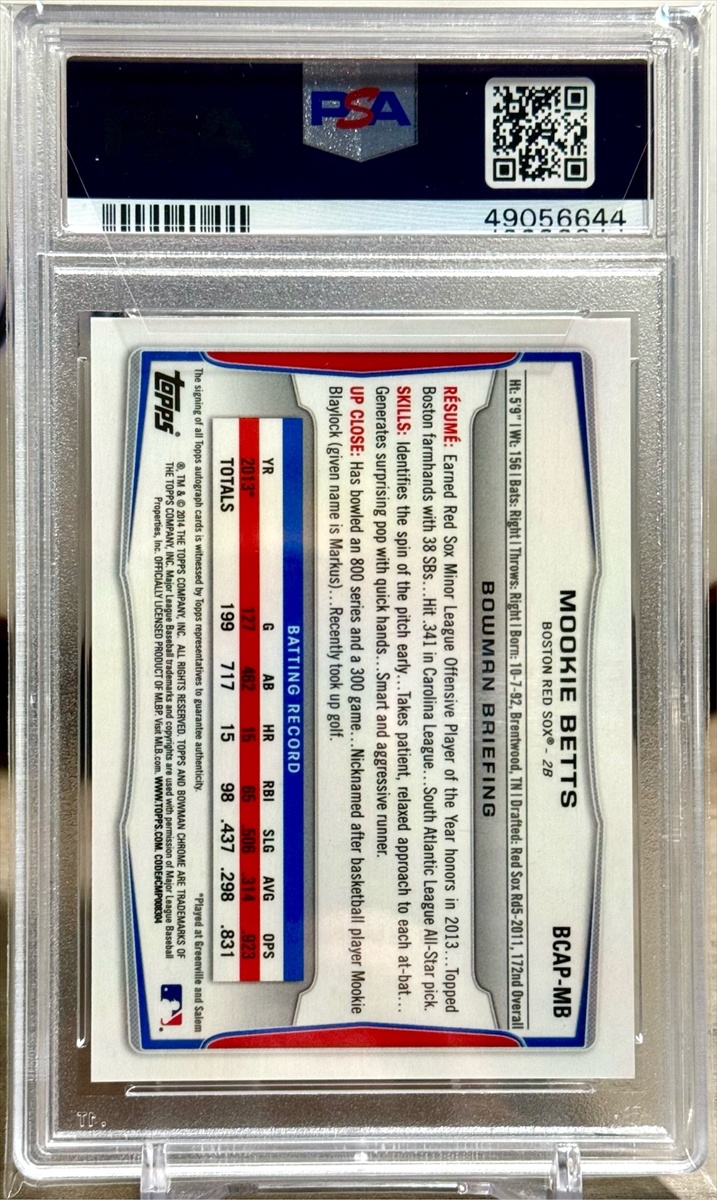 PSA
49056644
MOOKIE BETTS
BOSTON RED SOX® - 2B
BCAP-MB
Ht: 5'9" | Wt: 156 | Bats: Right | Throws: Right | Born: 10-7-92, Brentwood, TN | Drafted: Red Sox Rd5-2011, 172nd Overall
BOWMAN BRIEFING
RÉSUMÉ: Earned Red Sox Minor League Offensive Player of the Year honors in 2013...Topped
Boston farmhands with 38 SBs...Hit .341 in Carolina League...South Atlantic League All-Star pick.
SKILLS: Identifies the spin of the pitch early...Takes patient, relaxed approach to each at-bat...
Generates surprising pop with quick hands...Smart and aggressive runner.
UP CLOSE: Has bowled an 800 series and a 300 game...Nicknamed after basketball player Mookie
Blaylock (given name is Markus)...Recently took up golf.
BATTING RECORD
YR G AB HR RBI SLG AVG OPS
2013* 127 462 15 65 .506 .314 .923
TOTALS 199 717 15 98 .437 .298 .831
*Played at Greenville and Salem
The signing of all Topps autograph cards is witnessed by Topps representatives to guarantee authenticity.
topps®
®, TM & © 2014 THE TOPPS COMPANY, INC. ALL RIGHTS RESERVED. TOPPS AND BOWMAN CHROME ARE TRADEMARKS OF
THE TOPPS COMPANY, INC. Major League Baseball trademarks and copyrights are used with permission of Major League Baseball
Properties, Inc. OFFICIALLY LICENSED PRODUCT OF MLBP. Visit MLB.com. WWW.TOPPS.COM. CODE#CMP008304